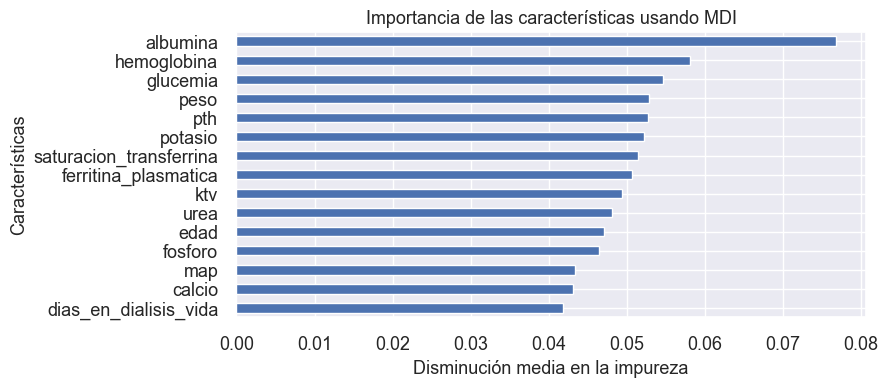 Importancia de las características usando MDI
Características
albumina
hemoglobina
glucemia
peso
pth
potasio
saturacion_transferrina
ferritina_plasmatica
ktv
urea
edad
fosforo
map
calcio
dias_en_dialisis_vida
0.00 0.01 0.02 0.03 0.04 0.05 0.06 0.07 0.08
Disminución media en la impureza